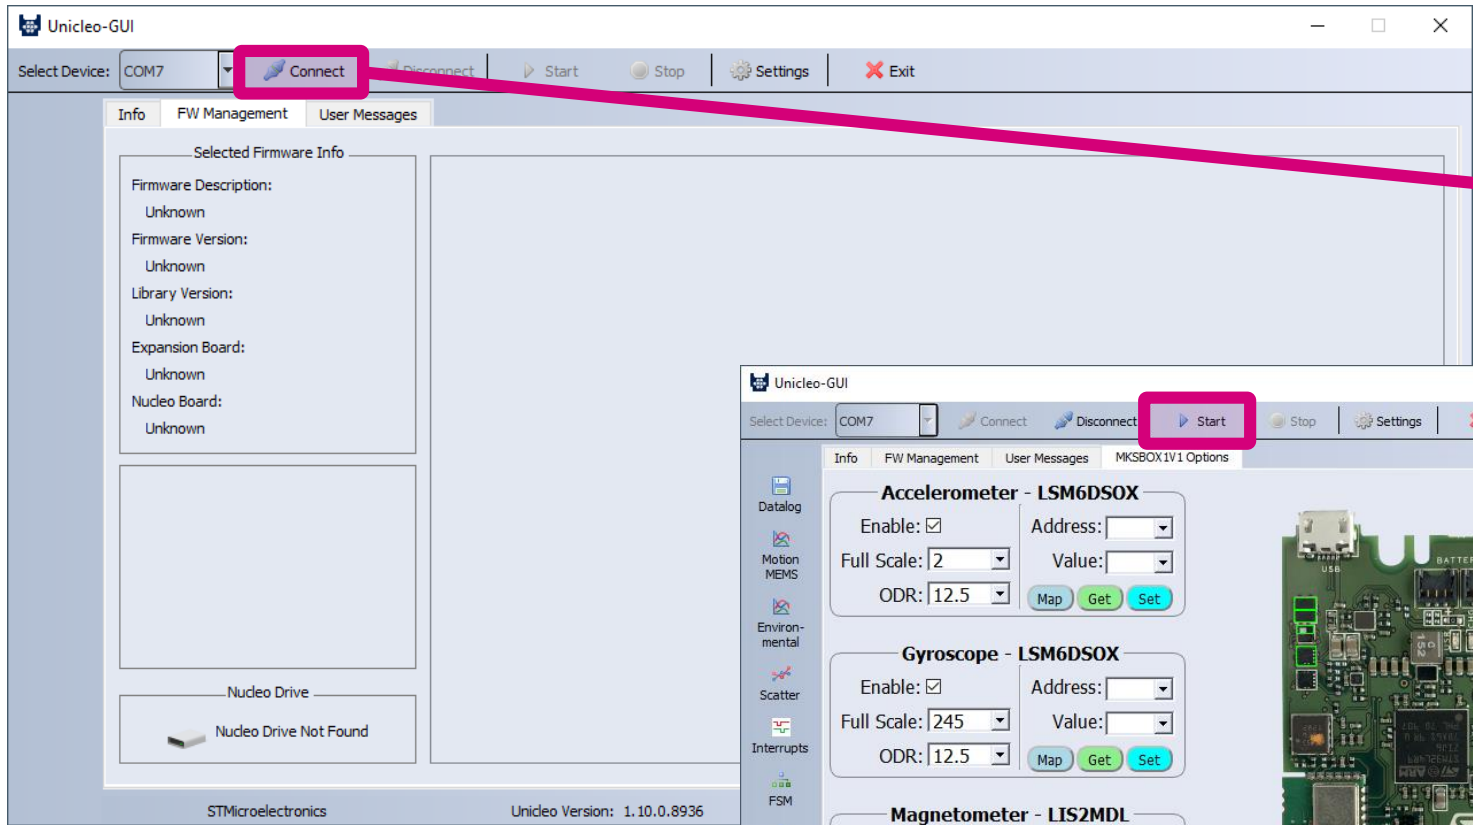 Unicleo-GUI
Select Device: COM7 Connect Disconnect Start Stop Settings Exit
Info FW Management User Messages
Selected Firmware Info
Firmware Description:
Unknown
Firmware Version:
Unknown
Library Version:
Unknown
Expansion Board:
Unknown
Nucleo Board:
Unknown
Nucleo Drive
Nucleo Drive Not Found
STMicroelectronics Unicleo Version: 1.10.0.8936
Unicleo-GUI
Select Device: COM7 Connect Disconnect Start Stop Settings
Info FW Management User Messages MKSBOX1V1 Options
Datalog
Motion
MEMS
Environ-
mental
Scatter
Interrupts
FSM
Accelerometer - LSM6DSOX
Enable: Address:
Full Scale: 2 Value:
ODR: 12.5 Map Get Set
Gyroscope - LSM6DSOX
Enable: Address:
Full Scale: 245 Value:
ODR: 12.5 Map Get Set
Magnetometer - LIS2MDL
USB
BATTER